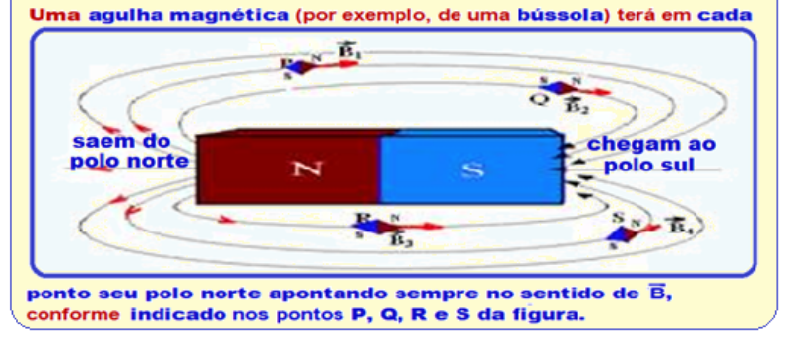 Uma agulha magnética (por exemplo, de uma bússola) terá em cada
P S N B₁
S N
Q B₂
saem do
polo norte
N S
chegam ao
polo sul
R N
S B₃
S N B₄
S
ponto seu polo norte apontando sempre no sentido de B,
conforme indicado nos pontos P, Q, R e S da figura.